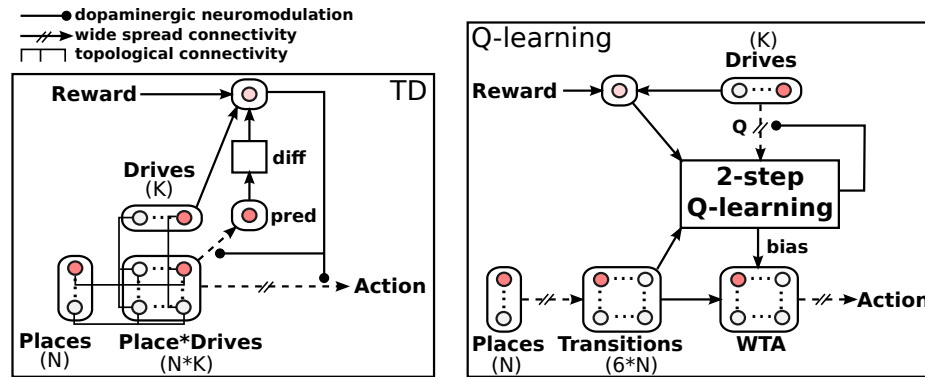 dopaminergic neuromodulation
wide spread connectivity
topological connectivity
TD
Reward
diff
Drives
(K)
pred
Action
Places
(N)
Place*Drives
(N*K)
Q-learning
(K)
Drives
Reward
Q
2-step
Q-learning
bias
Action
Places
(N)
Transitions
(6*N)
WTA